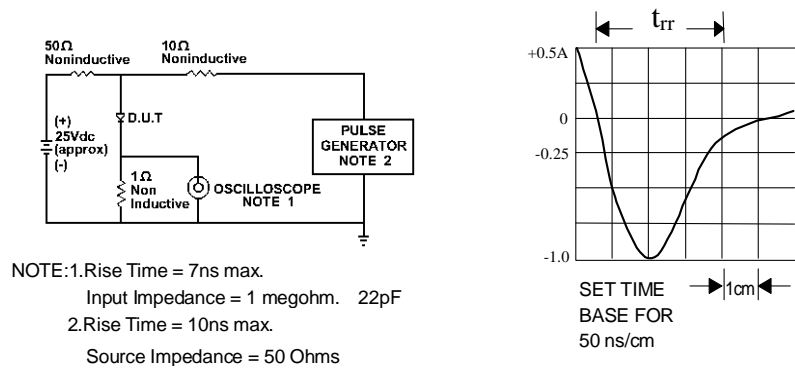 50Ω
Noninductive
10Ω
Noninductive
(+)
25Vdc
(approx)
(-)
D.U.T
1Ω
Non
Inductive
OSCILLOSCOPE
NOTE 1
PULSE
GENERATOR
NOTE 2
NOTE:1.Rise Time = 7ns max.
Input Impedance = 1 megohm. 22pF
2.Rise Time = 10ns max.
Source Impedance = 50 Ohms
trr
+0.5A
0
-0.25
-1.0
SET TIME
BASE FOR
50 ns/cm
1cm